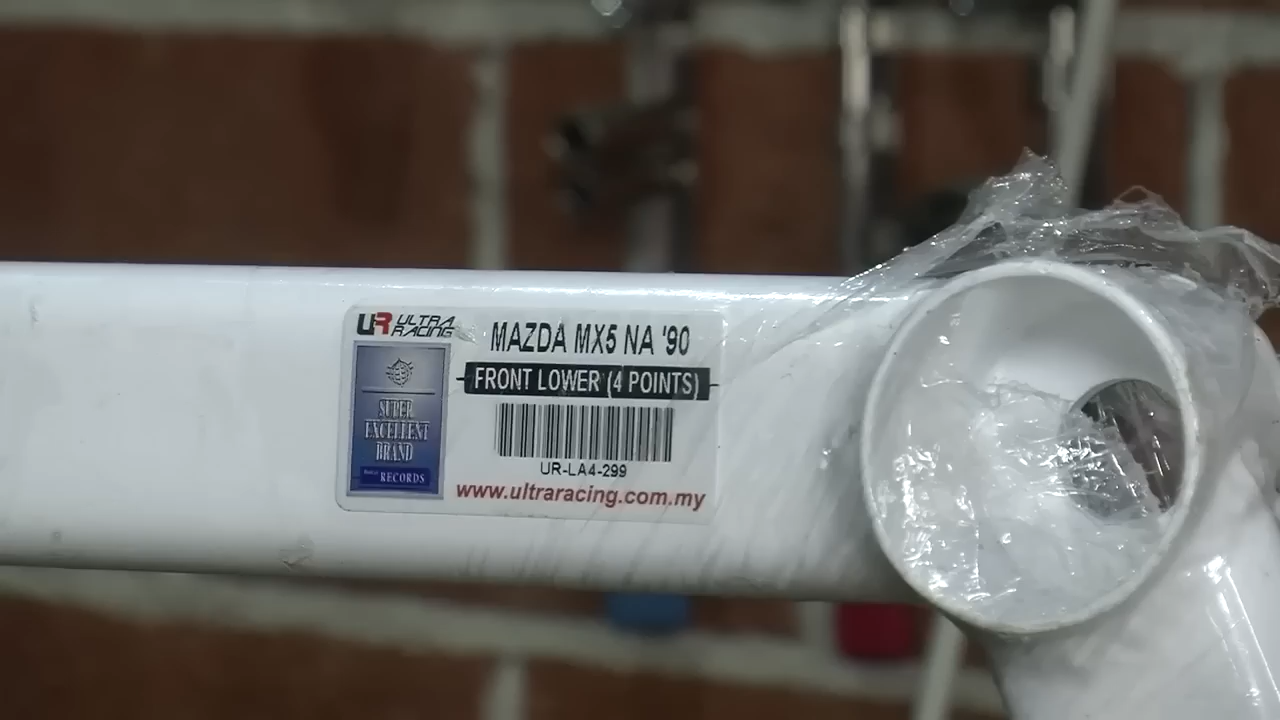 UR ULTRA RACING
MAZDA MX5 NA '90
FRONT LOWER (4 POINTS)
SUPER
EXCELLENT
BRAND
RECORDS
UR-LA4-299
www.ultraracing.com.my